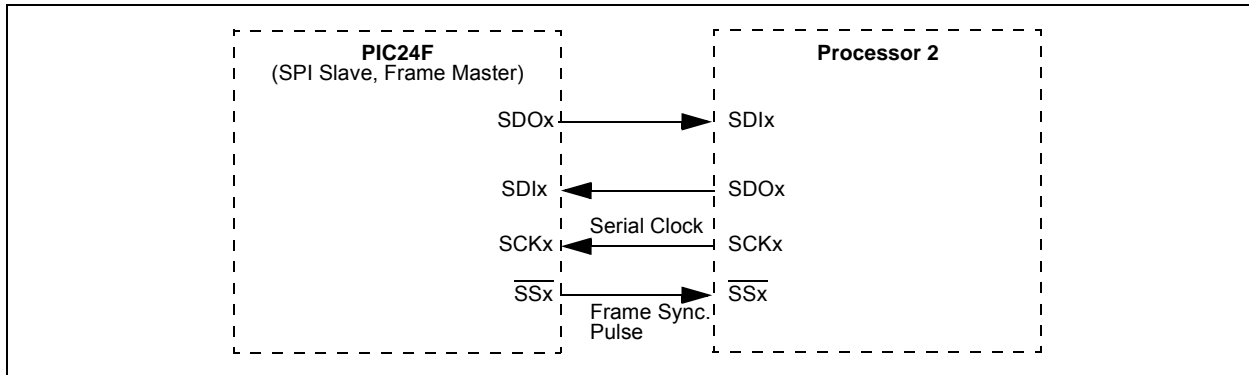 PIC24F
(SPI Slave, Frame Master)
Processor 2
SDOx
SDIx
SDIx
SDOx
Serial Clock
SCKx
SCKx
SSx
SSx
Frame Sync.
Pulse